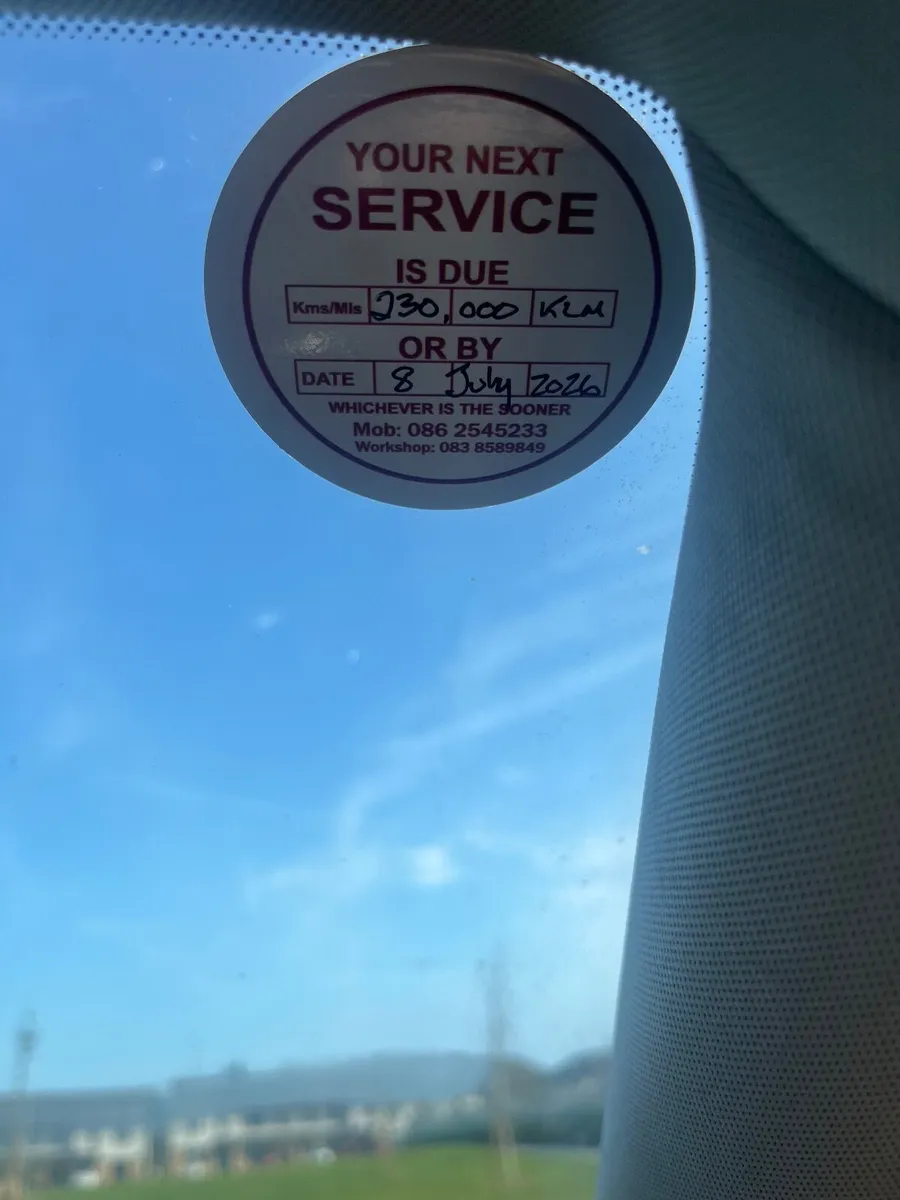 YOUR NEXT
SERVICE
IS DUE
Kms/Mls 230,000 KLM
OR BY
DATE 8 July 2026
WHICHEVER IS THE SOONER
Mob: 086 2545233
Workshop: 083 8589849